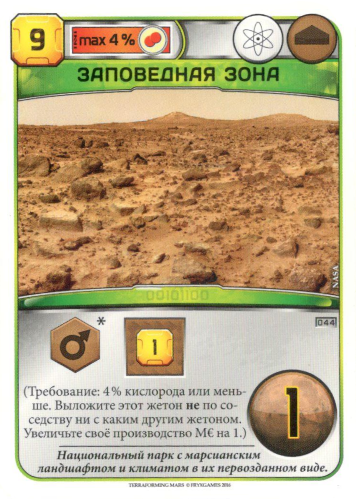 9
max 4%
ЗАПОВЕДНАЯ ЗОНА
NASA
00101100
044
*
1
(Требование: 4% кислорода или мень-
ше. Выложите этот жетон не по со-
седству ни с каким другим жетоном.
Увеличьте своё производство М€ на 1.)
1
Национальный парк с марсианским
ландшафтом и климатом в их первозданном виде.
TERRAFORMING MARS © FRYXGAMES 2016